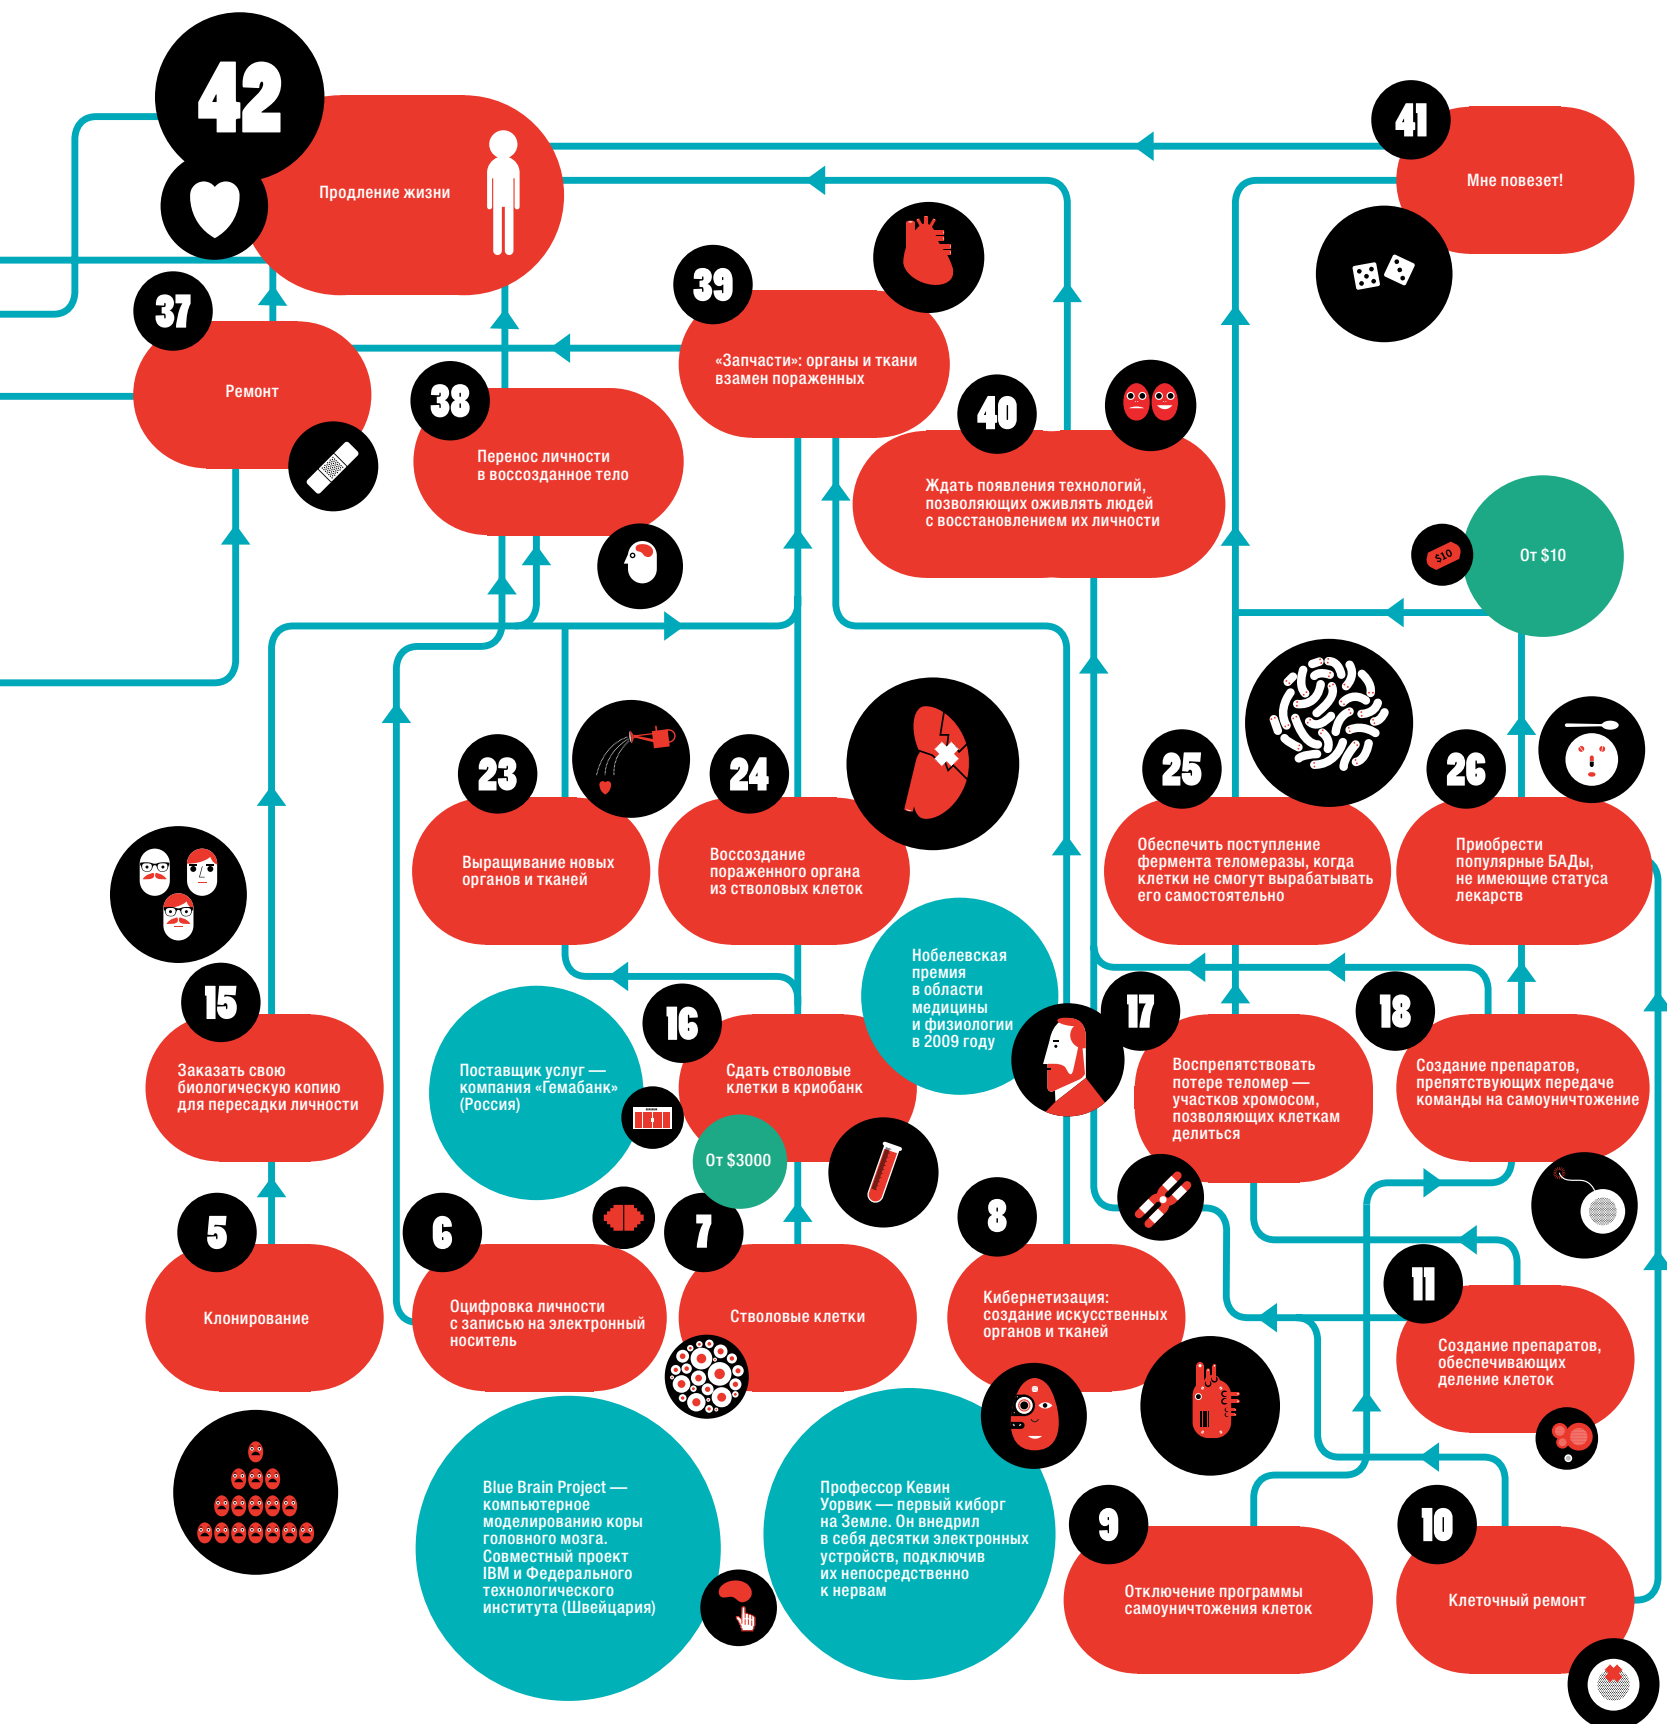 42
Продление жизни
41
Мне повезет!
37
Ремонт
38
Перенос личности
в воссозданное тело
39
«Запчасти»: органы и ткани
взамен пораженных
40
Ждать появления технологий,
позволяющих оживлять людей
с восстановлением их личности
$10
От $10
23
Выращивание новых
органов и тканей
24
Воссоздание
пораженного органа
из стволовых клеток
25
Обеспечить поступление
фермента теломеразы, когда
клетки не смогут вырабатывать
его самостоятельно
26
Приобрести
популярные БАДы,
не имеющие статуса
лекарств
15
Заказать свою
биологическую копию
для пересадки личности
Поставщик услуг —
компания «Гемабанк»
(Россия)
16
Сдать стволовые
клетки в криобанк
От $3000
Нобелевская
премия
в области
медицины
и физиологии
в 2009 году
17
Воспрепятствовать
потере теломер —
участков хромосом,
позволяющих клеткам
делиться
18
Создание препаратов,
препятствующих передаче
команды на самоуничтожение
5
Клонирование
6
Оцифровка личности
с записью на электронный
носитель
7
Стволовые клетки
8
Кибернетизация:
создание искусственных
органов и тканей
11
Создание препаратов,
обеспечивающих
деление клеток
Blue Brain Project —
компьютерное
моделированию коры
головного мозга.
Совместный проект
IBM и Федерального
технологического
института (Швейцария)
Профессор Кевин
Уорвик — первый киборг
на Земле. Он внедрил
в себя десятки электронных
устройств, подключив
их непосредственно
к нервам
9
Отключение программы
самоуничтожения клеток
10
Клеточный ремонт